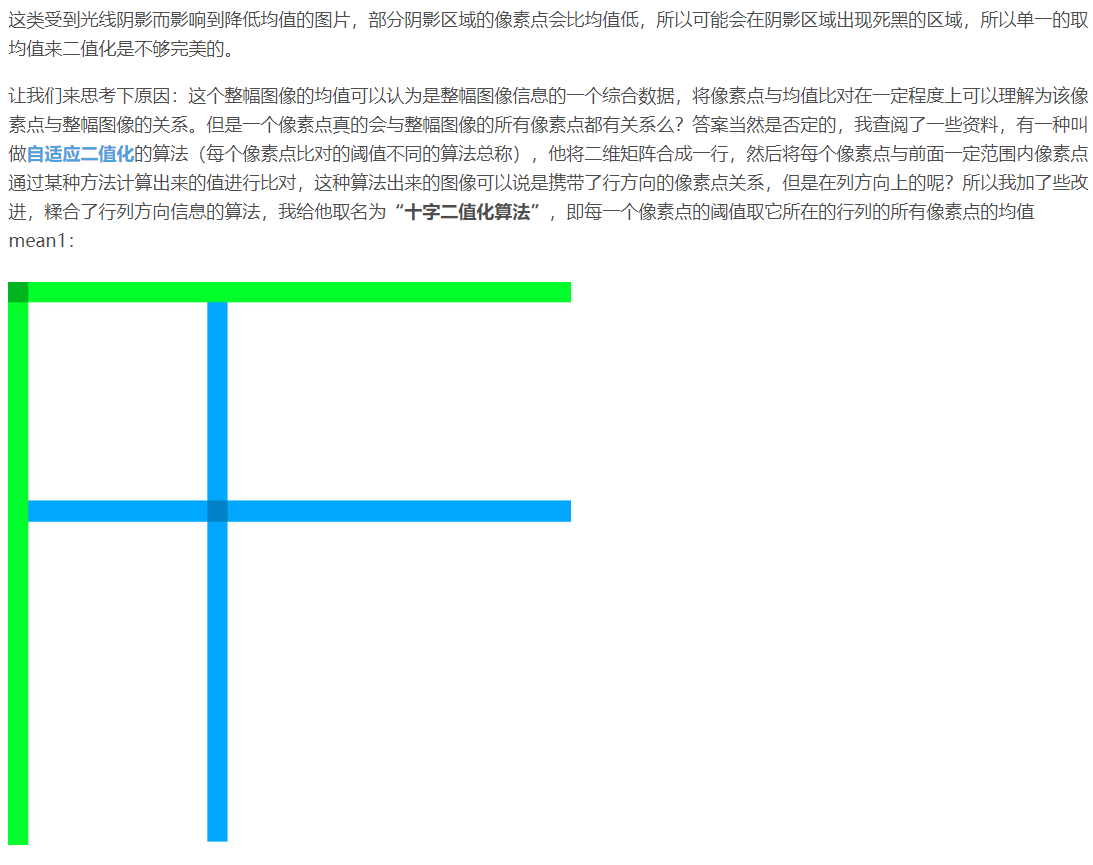 这类受到光线阴影而影响到降低均值的图片，部分阴影区域的像素点会比均值低，所以可能会在阴影区域出现死黑的区域，所以单一的取
均值来二值化是不够完美的。
让我们来思考下原因：这个整幅图像的均值可以认为是整幅图像信息的一个综合数据，将像素点与均值比对在一定程度上可以理解为该像
素点与整幅图像的关系。但是一个像素点真的会与整幅图像的所有像素点都有关系么？答案当然是否定的，我查阅了一些资料，有一种叫
做自适应二值化的算法（每个像素点比对的阈值不同的算法总称），他将二维矩阵合成一行，然后将每个像素点与前面一定范围内像素点
通过某种方法计算出来的值进行比对，这种算法出来的图像可以说是携带了行方向的像素点关系，但是在列方向上的呢？所以我加了些改
进，糅合了行列方向信息的算法，我给他取名为“十字二值化算法”，即每一个像素点的阈值取它所在的行列的所有像素点的均值
mean1：